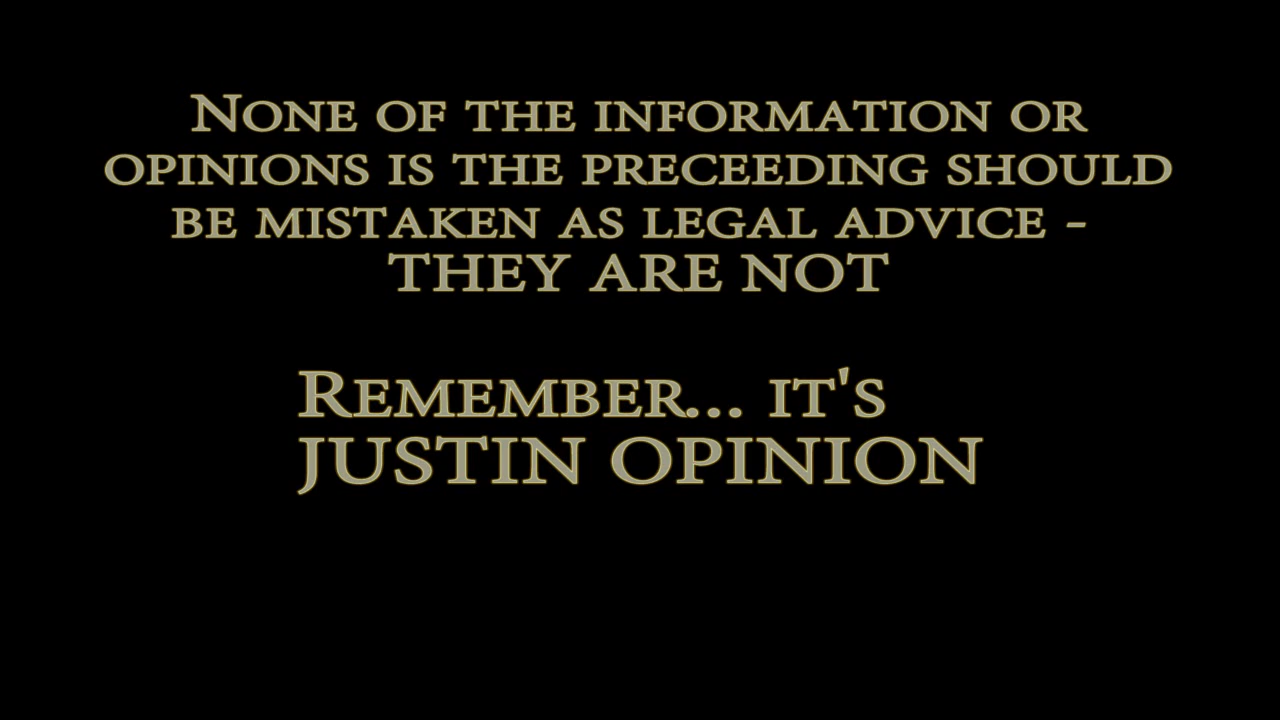 None of the information or
opinions is the preceeding should
be mistaken as legal advice -
they are not
Remember... it's
Justin Opinion